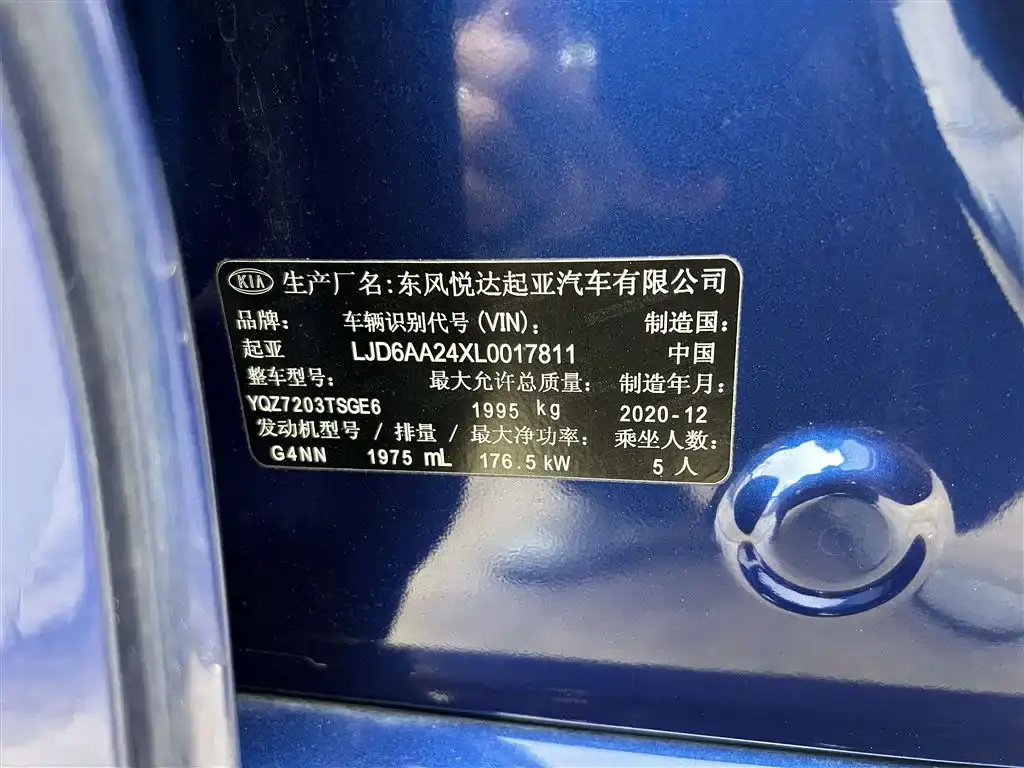 KIA 生产厂名:东风悦达起亚汽车有限公司
品牌: 车辆识别代号(VIN): 制造国:
起亚 LJD6AA24XL0017811 中国
整车型号: 最大允许总质量: 制造年月:
YQZ7203TSGE6 1995 kg 2020-12
发动机型号 / 排量 / 最大净功率: 乘坐人数:
G4NN 1975 mL 176.5 kW 5 人